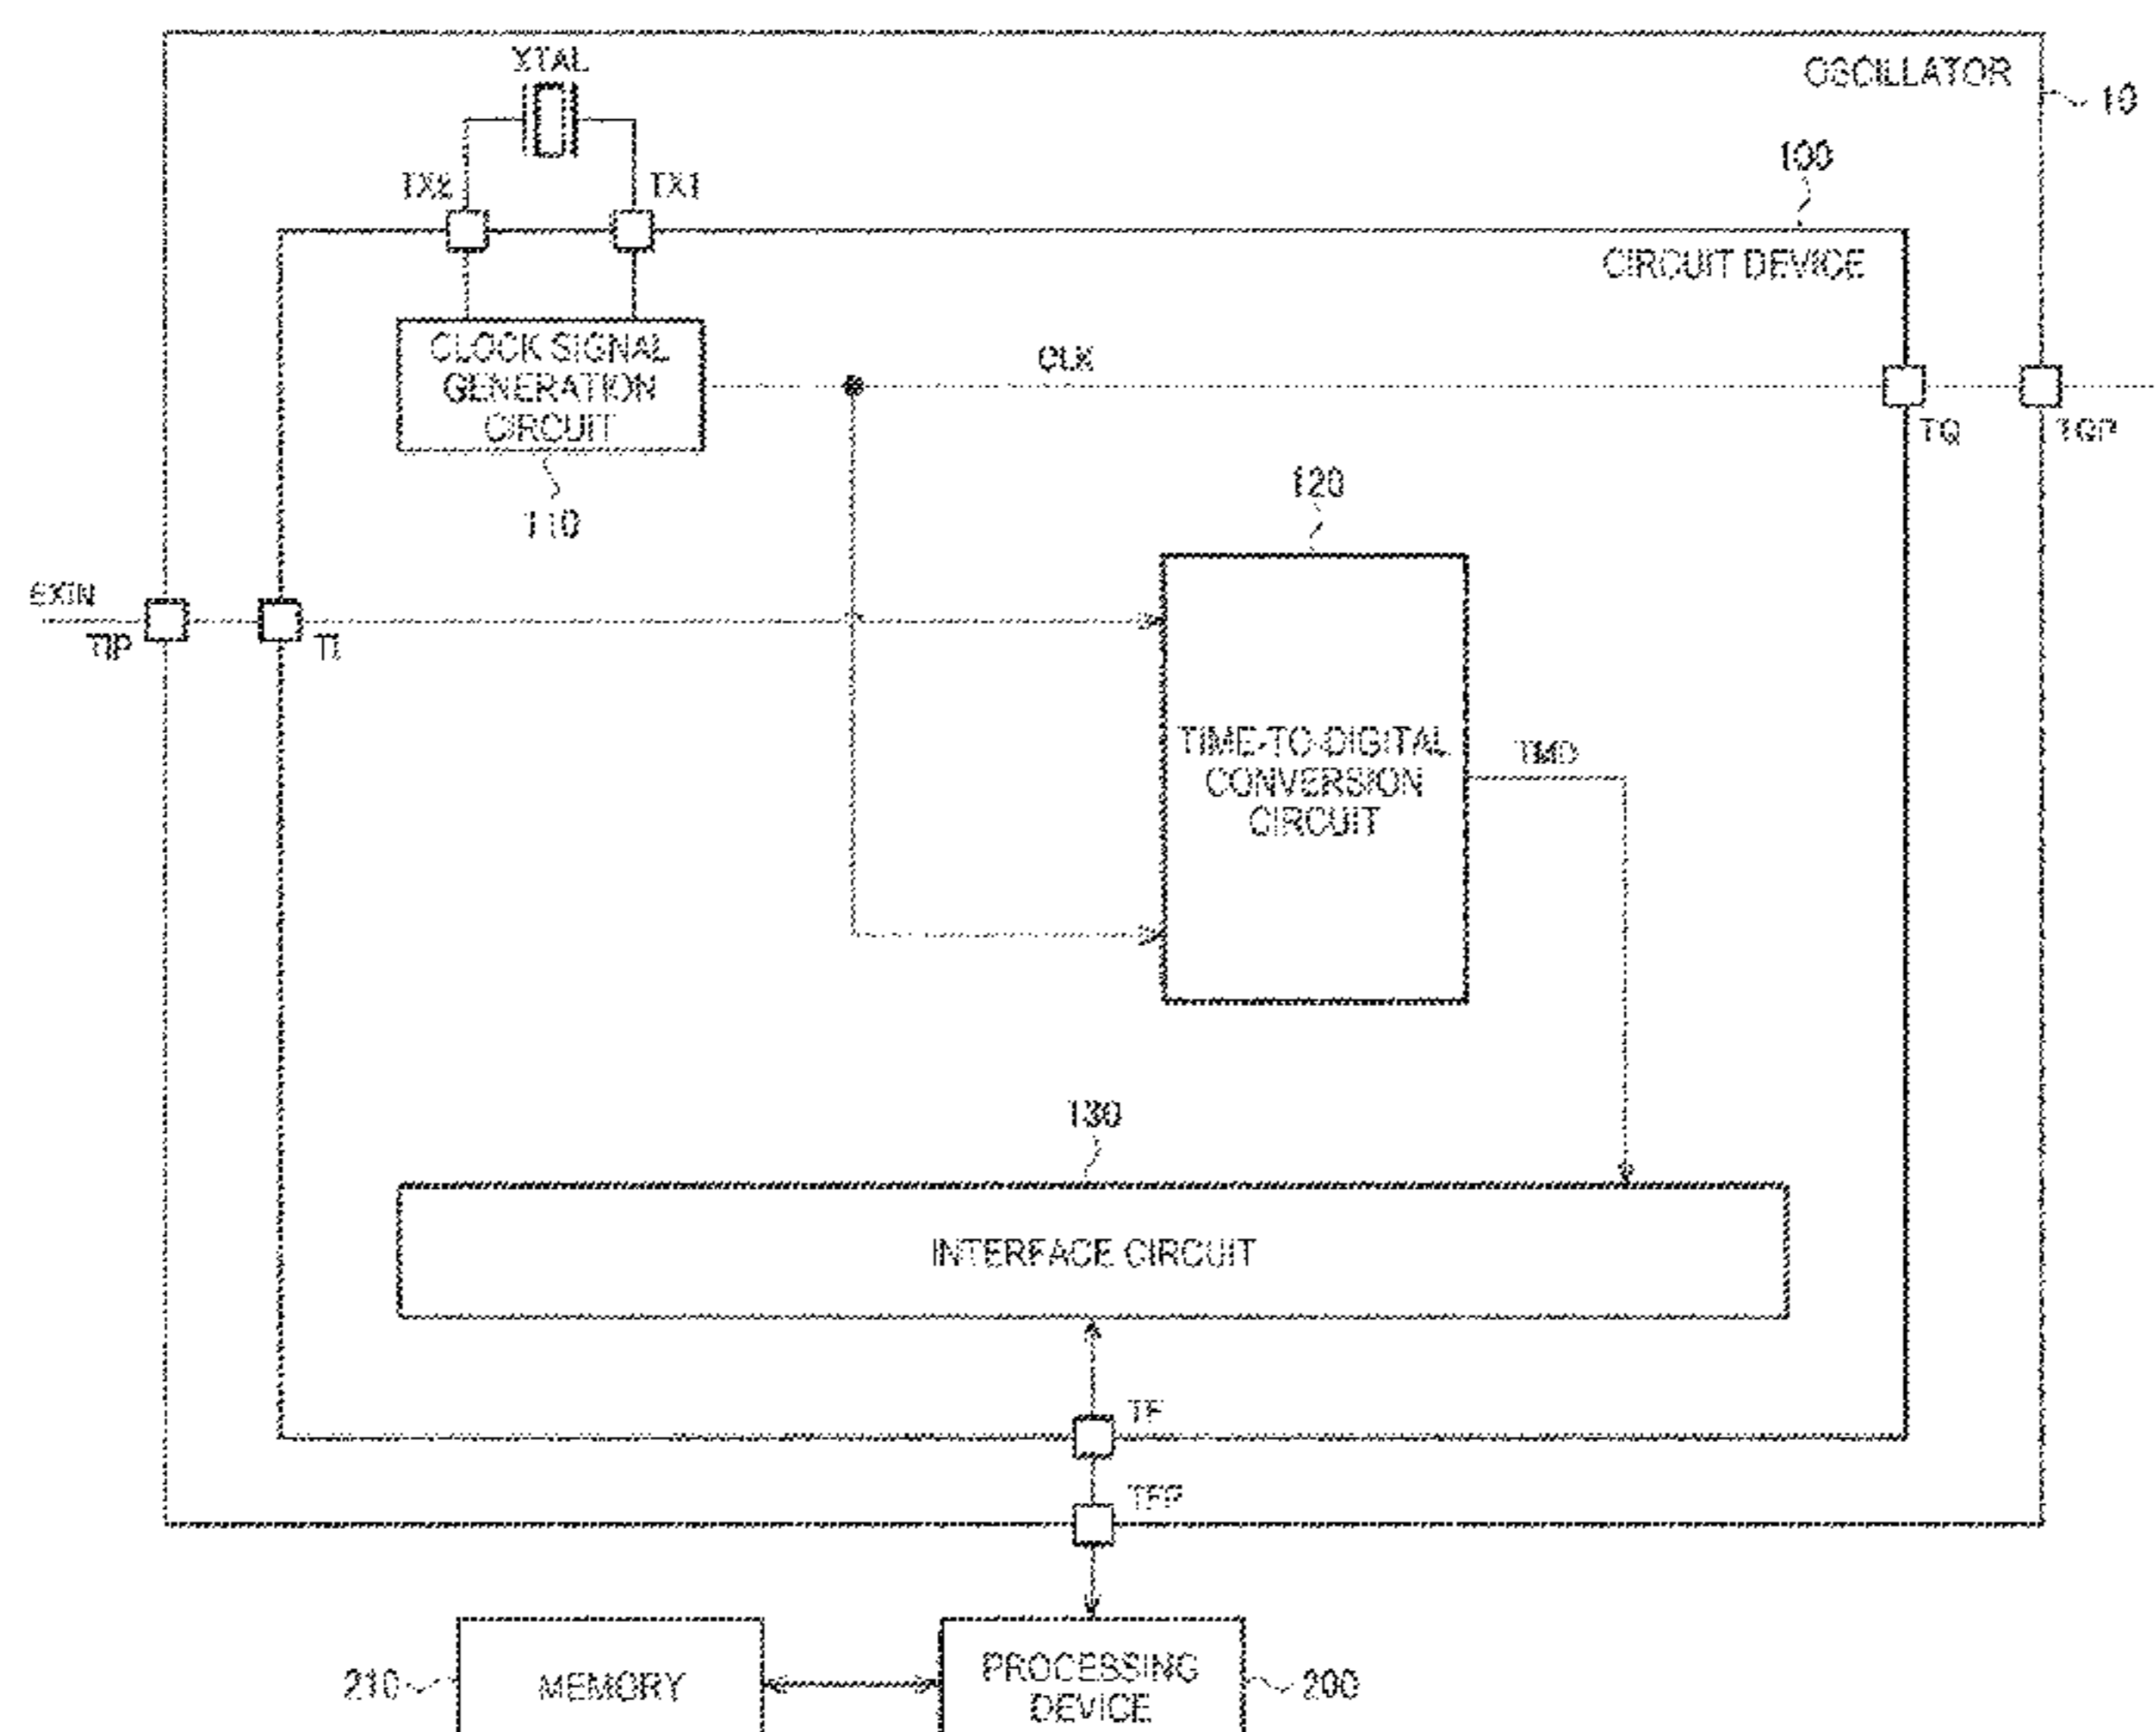 XTAL
OSCILLATOR
10
100
TX2
TX1
CIRCUIT DEVICE
CLOCK SIGNAL
GENERATION
CIRCUIT
CLK
TQ
TQP
110
120
EXIN
TIP
TI
TIME-TO-DIGITAL
CONVERSION
CIRCUIT
TMD
130
INTERFACE CIRCUIT
TF
TFP
210
MEMORY
PROCESSING
DEVICE
200